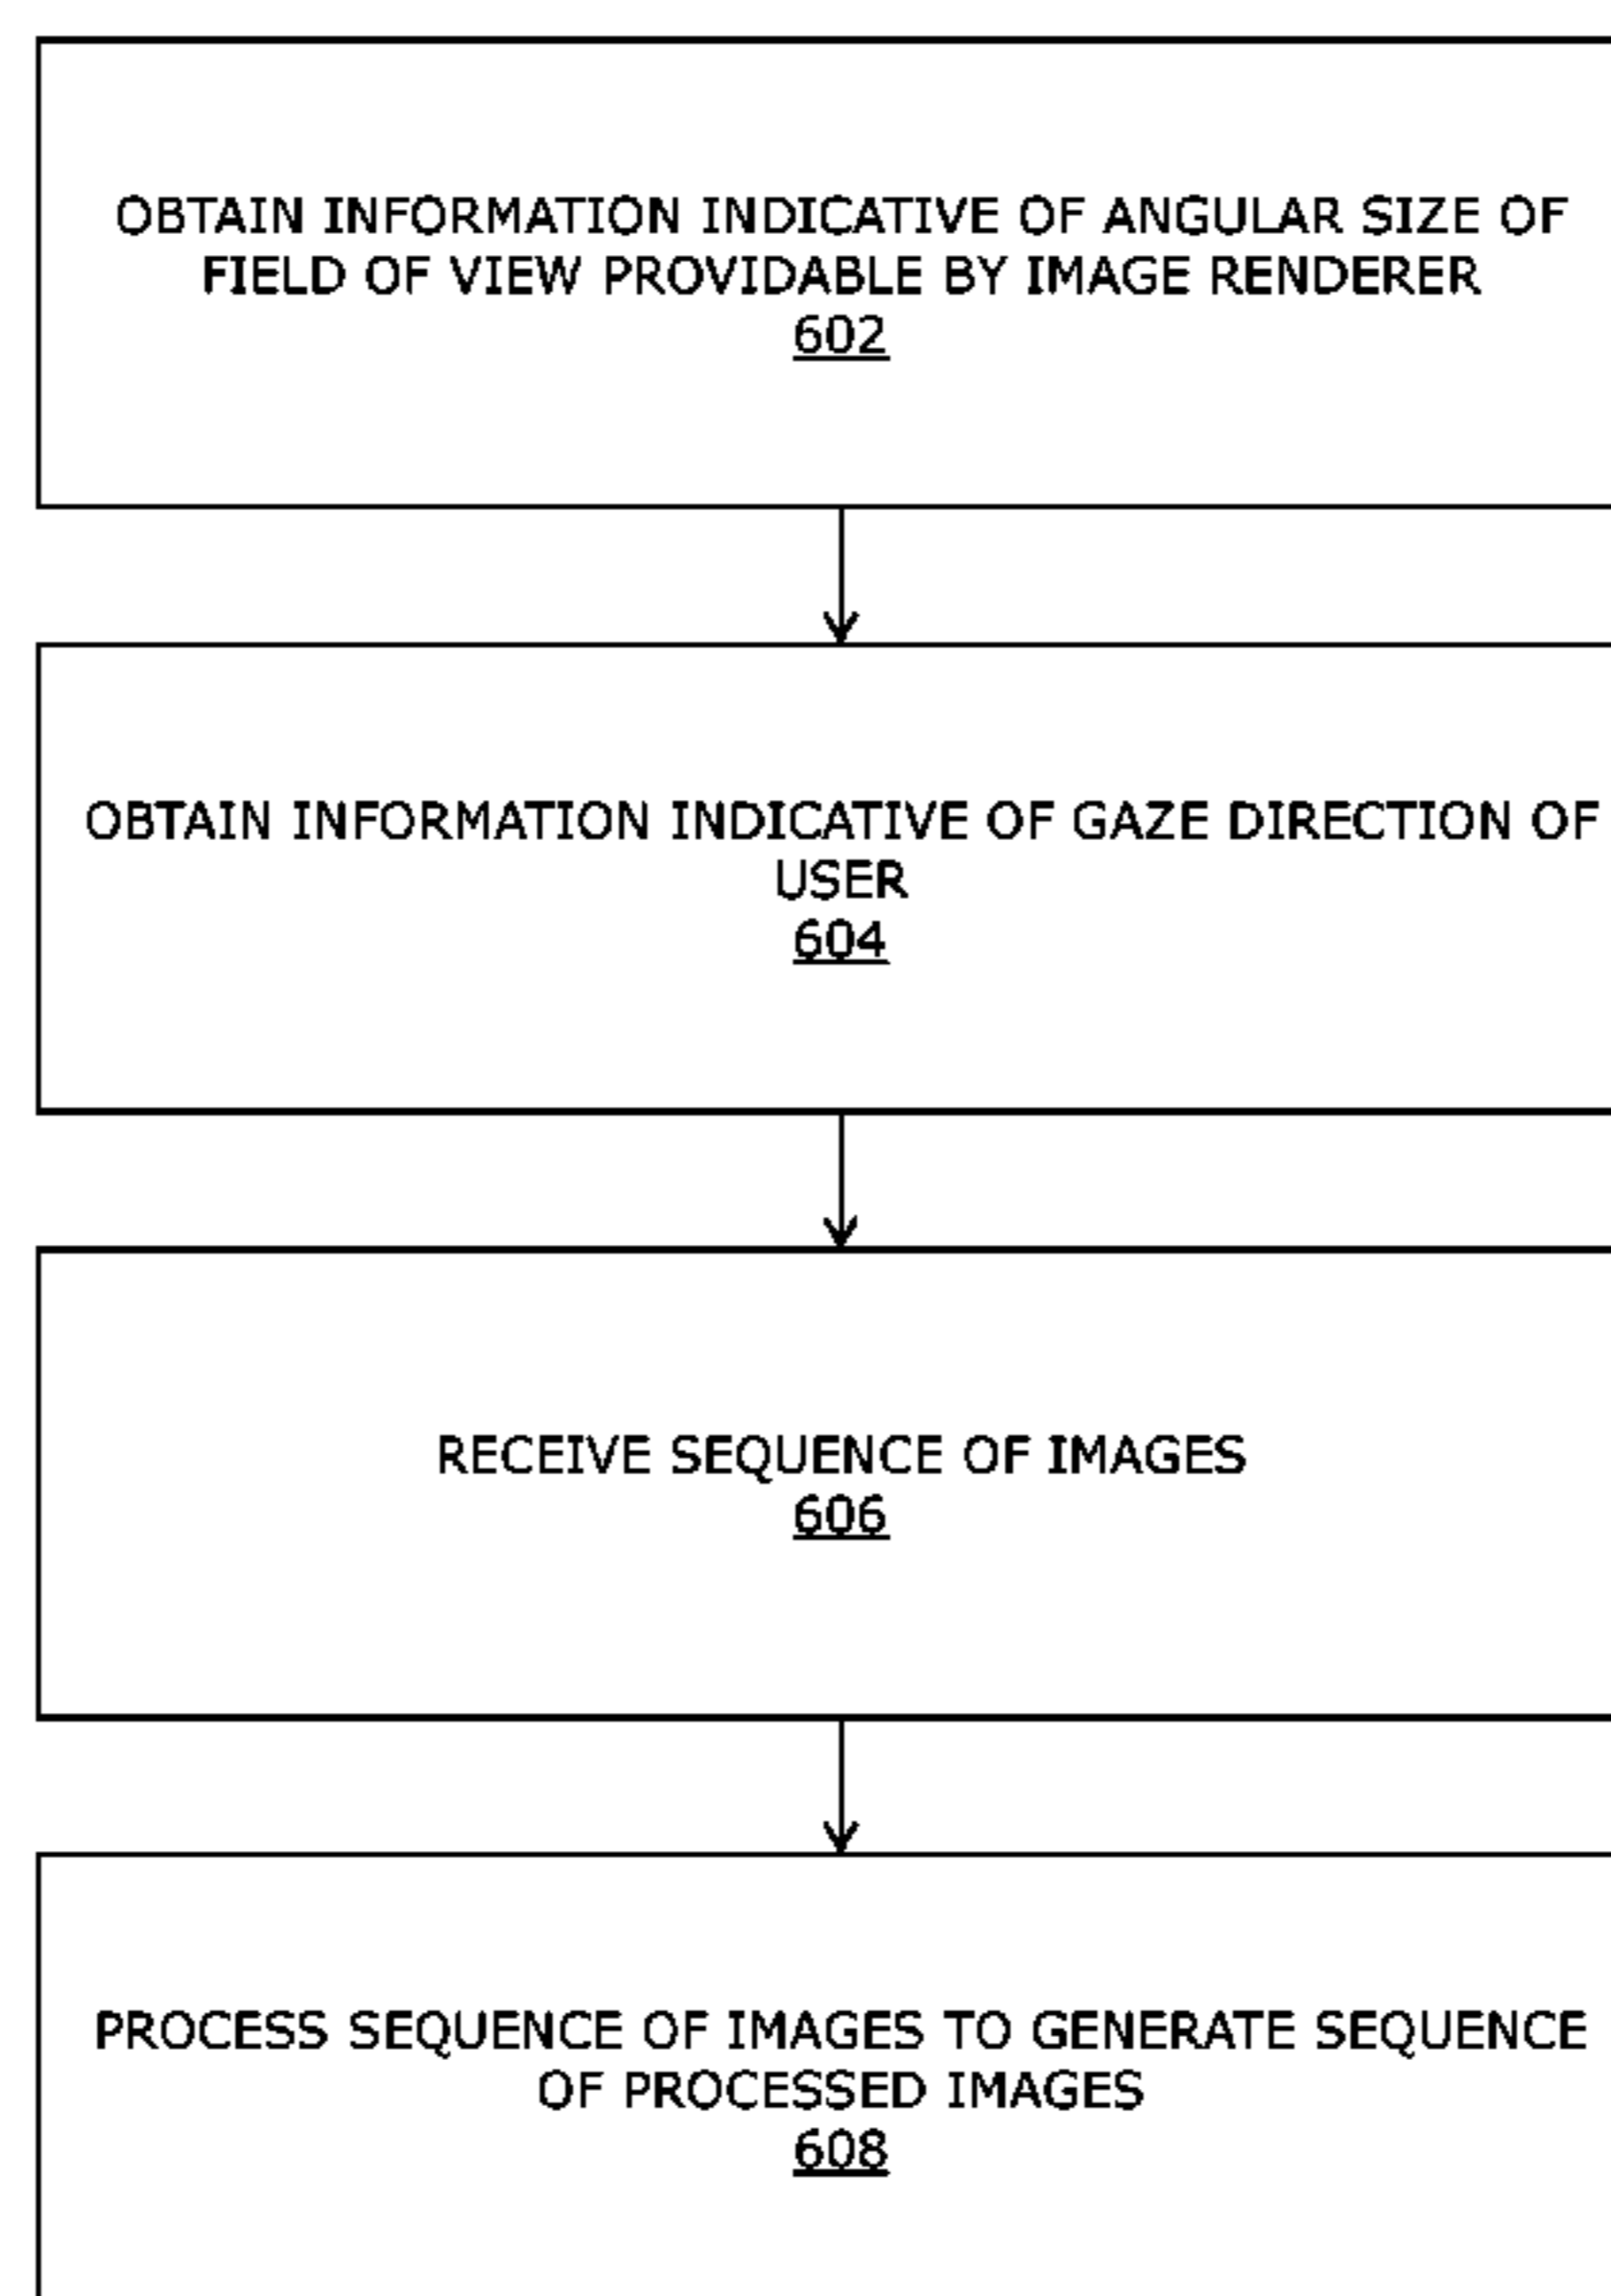 OBTAIN INFORMATION INDICATIVE OF ANGULAR SIZE OF
FIELD OF VIEW PROVIDABLE BY IMAGE RENDERER
602
OBTAIN INFORMATION INDICATIVE OF GAZE DIRECTION OF
USER
604
RECEIVE SEQUENCE OF IMAGES
606
PROCESS SEQUENCE OF IMAGES TO GENERATE SEQUENCE
OF PROCESSED IMAGES
608